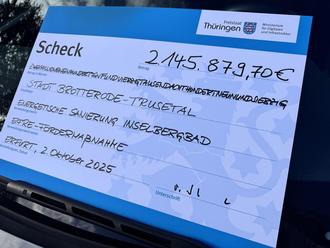 Freistaat
Thüringen
Ministerium
für Digitales
und Infrastruktur
Scheck
Betrag
2.145.879,70€
STADT BROTTERODE-TRUSETAL
ENERGETISCHE SANIERUNG INSELBERGBAD
EFRE-FÖRDERMAẞNAHME
ERFURT, 2. Oktober 2025
Unterschrift